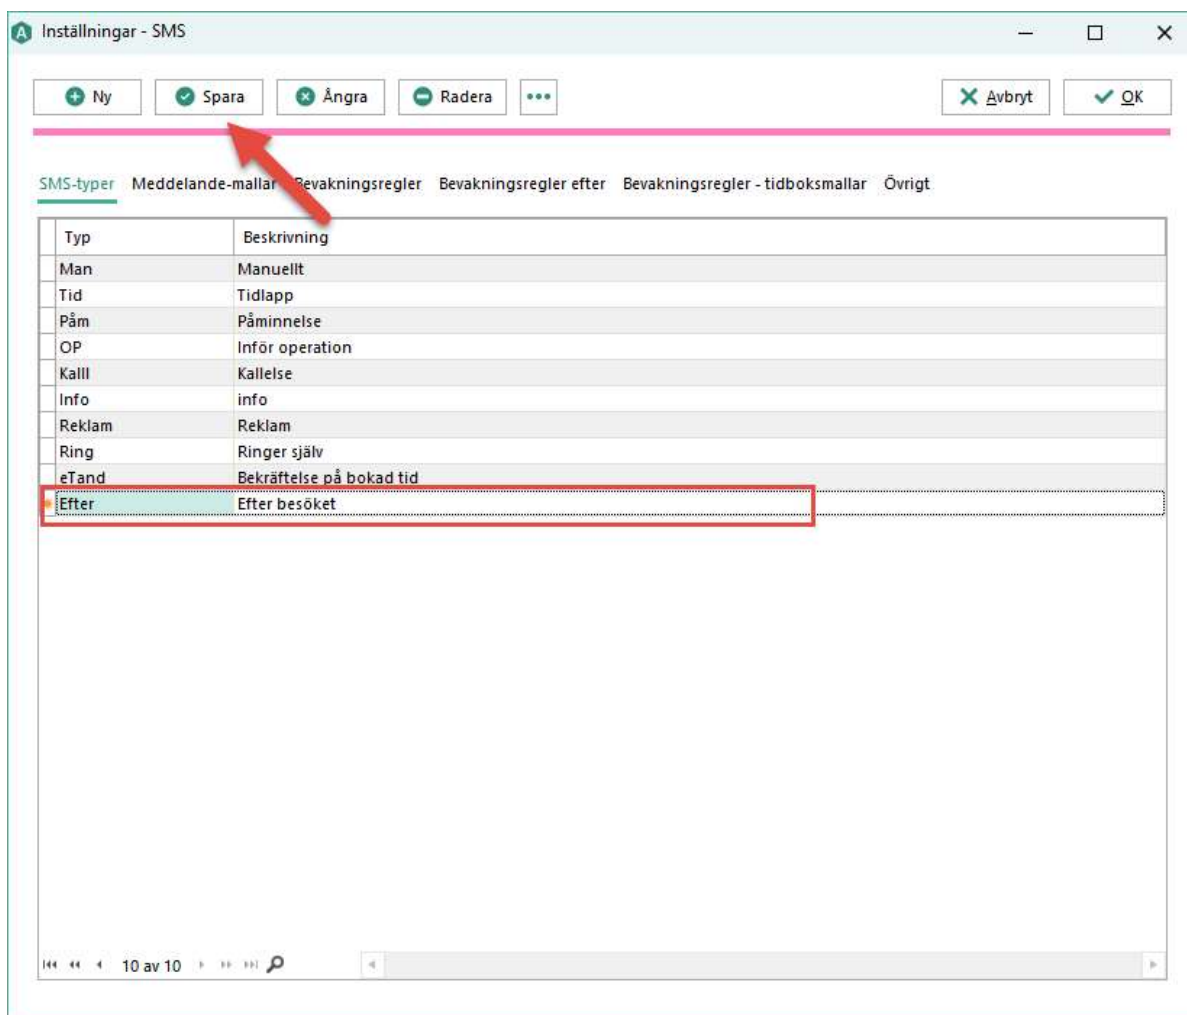 Inställningar - SMS
Ny Spara Ångra Radera Avbryt OK
SMS-typer Meddelande-mallar Bevakningsregler Bevakningsregler efter Bevakningsregler - tidboksmallar Övrigt
Typ Beskrivning
Man Manuellt
Tid Tidlapp
Påm Påminnelse
OP Inför operation
Kalll Kallelse
Info info
Reklam Reklam
Ring Ringer själv
eTand Bekräftelse på bokad tid
Efter Efter besöket
10 av 10